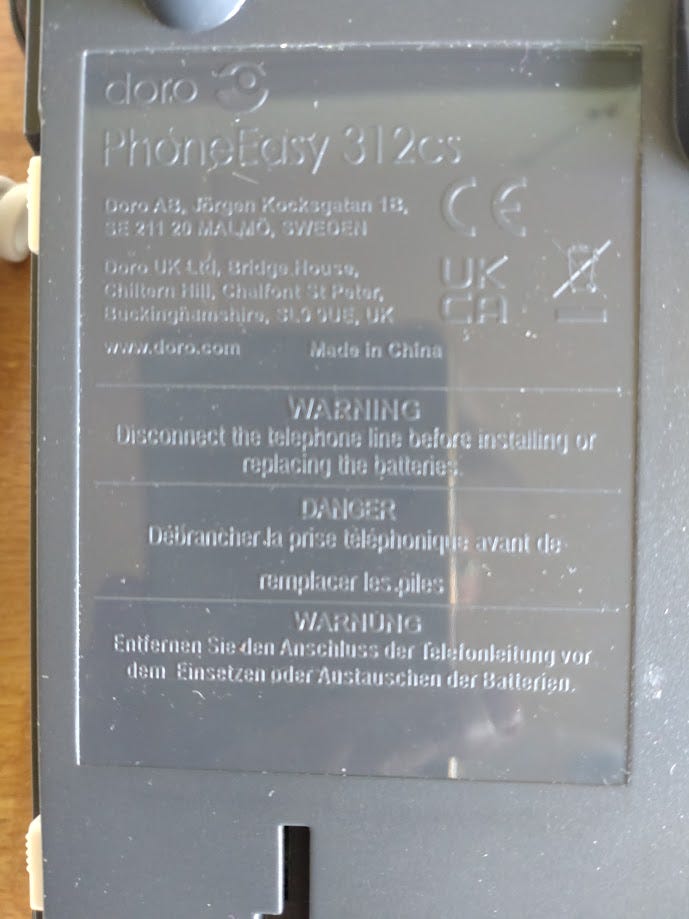 doro
PhoneEasy 312cs
Doro AB, Jörgen Kocksgatan 1B,
SE 211 20 MALMÖ, SWEDEN
CE
Doro UK Ltd, Bridge House,
Chiltern Hill, Chalfont St Peter,
Buckinghamshire, SL9 9UE, UK
UK
CA
www.doro.com Made in China
WARNING
Disconnect the telephone line before installing or
replacing the batteries.
DANGER
Débrancher la prise téléphonique avant de
remplacer les piles
WARNUNG
Entfernen Sie den Anschluss der Telefonleitung vor
dem Einsetzen oder Austauschen der Batterien.